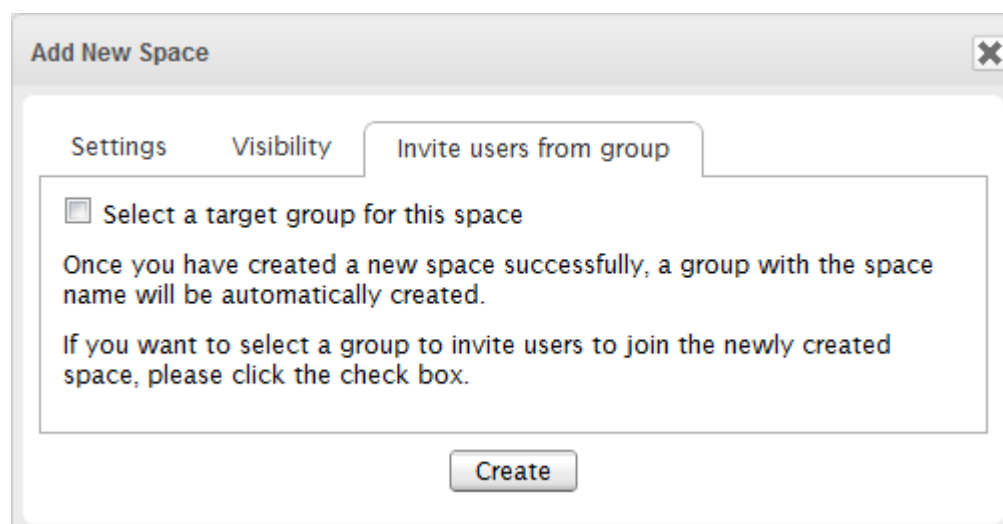 Add New Space
Settings Visibility Invite users from group
Select a target group for this space
Once you have created a new space successfully, a group with the space
name will be automatically created.
If you want to select a group to invite users to join the newly created
space, please click the check box.
Create